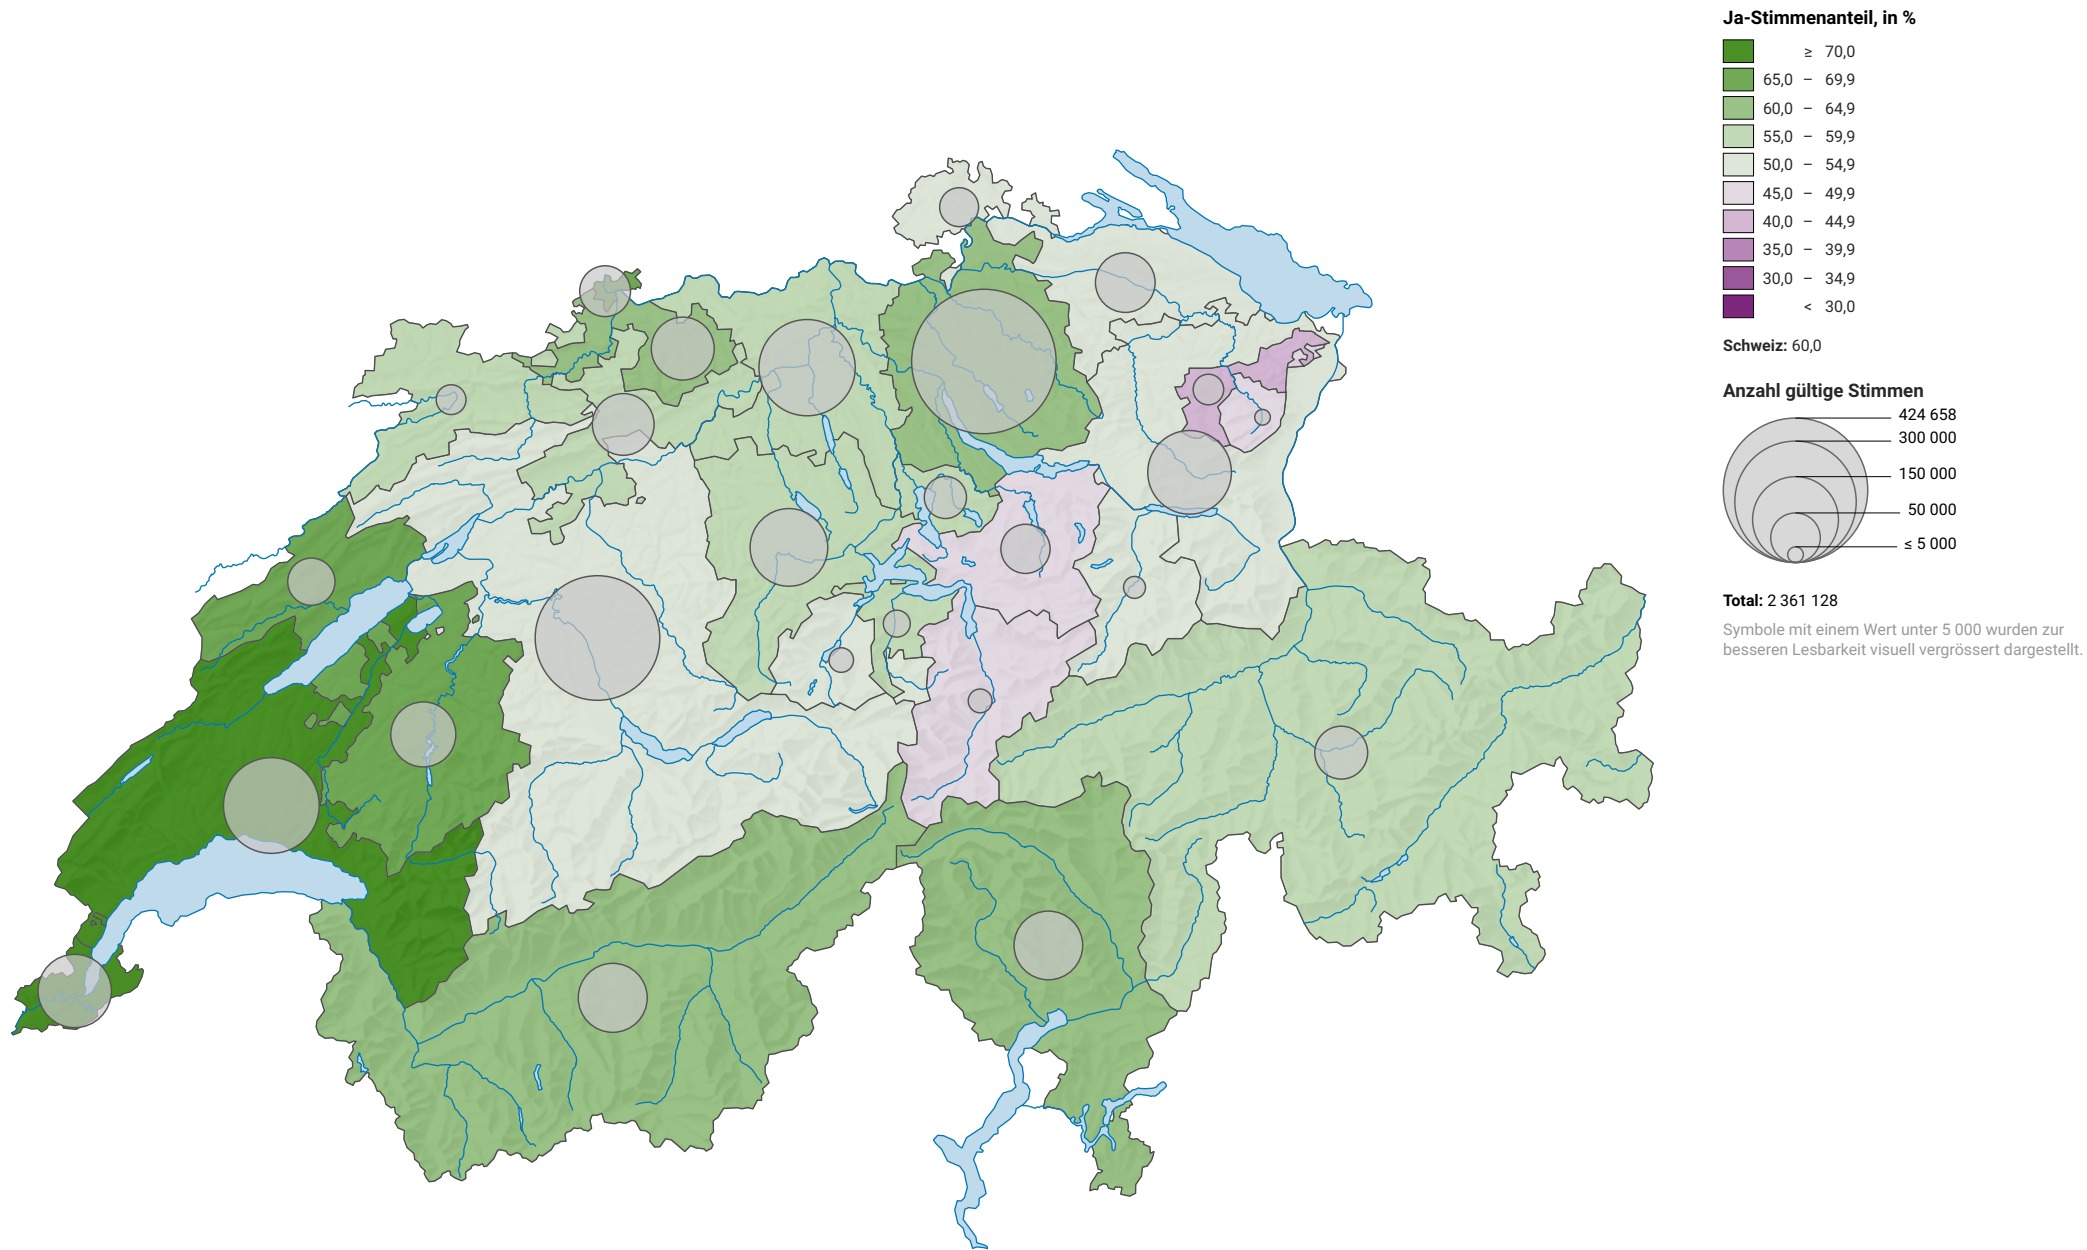 Ja-Stimmenanteil, in %
≥ 70,0
65,0 – 69,9
60,0 – 64,9
55,0 – 59,9
50,0 – 54,9
45,0 – 49,9
40,0 – 44,9
35,0 – 39,9
30,0 – 34,9
< 30,0
Schweiz: 60,0
Anzahl gültige Stimmen
424 658
300 000
150 000
50 000
≤ 5 000
Total: 2 361 128
Symbole mit einem Wert unter 5 000 wurden zur
besseren Lesbarkeit visuell vergrössert dargestellt.